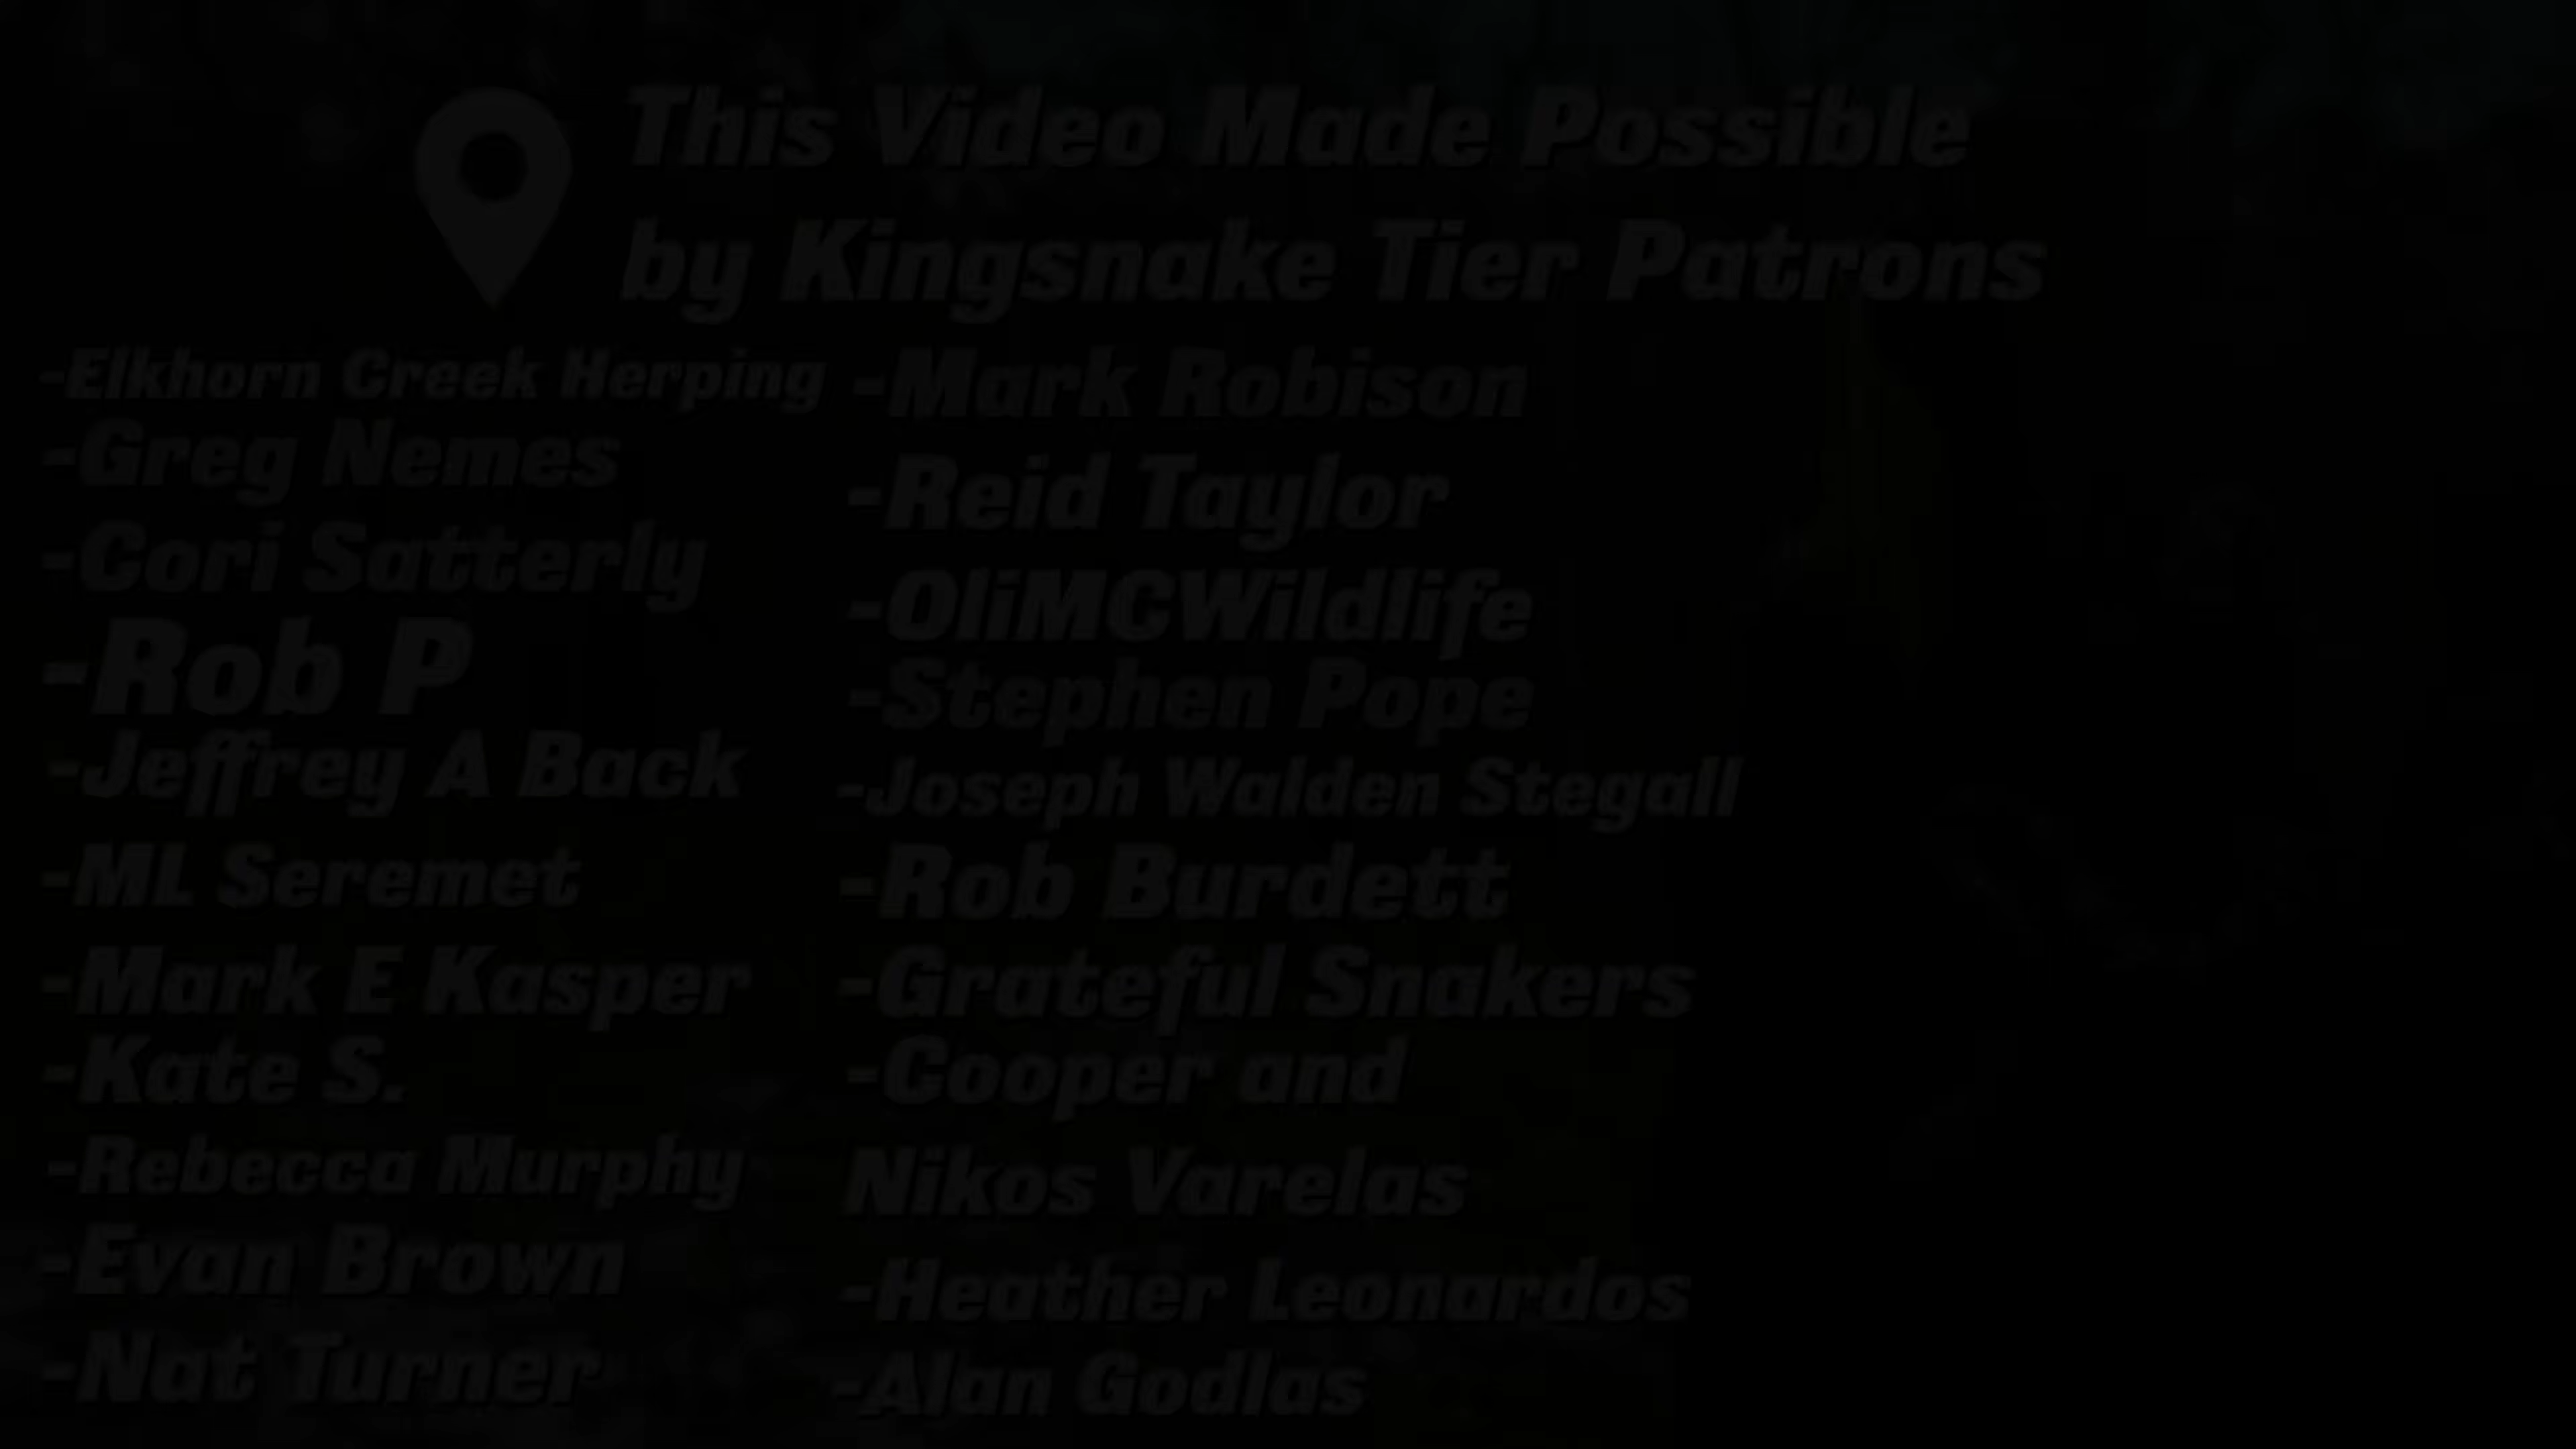 This Video Made Possible
by Kingsnake Tier Patrons
-Elkhorn Creek Herping
-Greg Nemes
-Cori Satterly
-Rob P
-Jeffrey A Back
-ML Seremet
-Mark E Kasper
-Kate S.
-Rebecca Murphy
-Evan Brown
-Nat Turner
-Mark Robison
-Reid Taylor
-OliMCWildlife
-Stephen Pope
-Joseph Walden Stegall
-Rob Burdett
-Grateful Snakers
-Cooper and
Nikos Varelas
-Heather Leonardos
-Alan Godlas